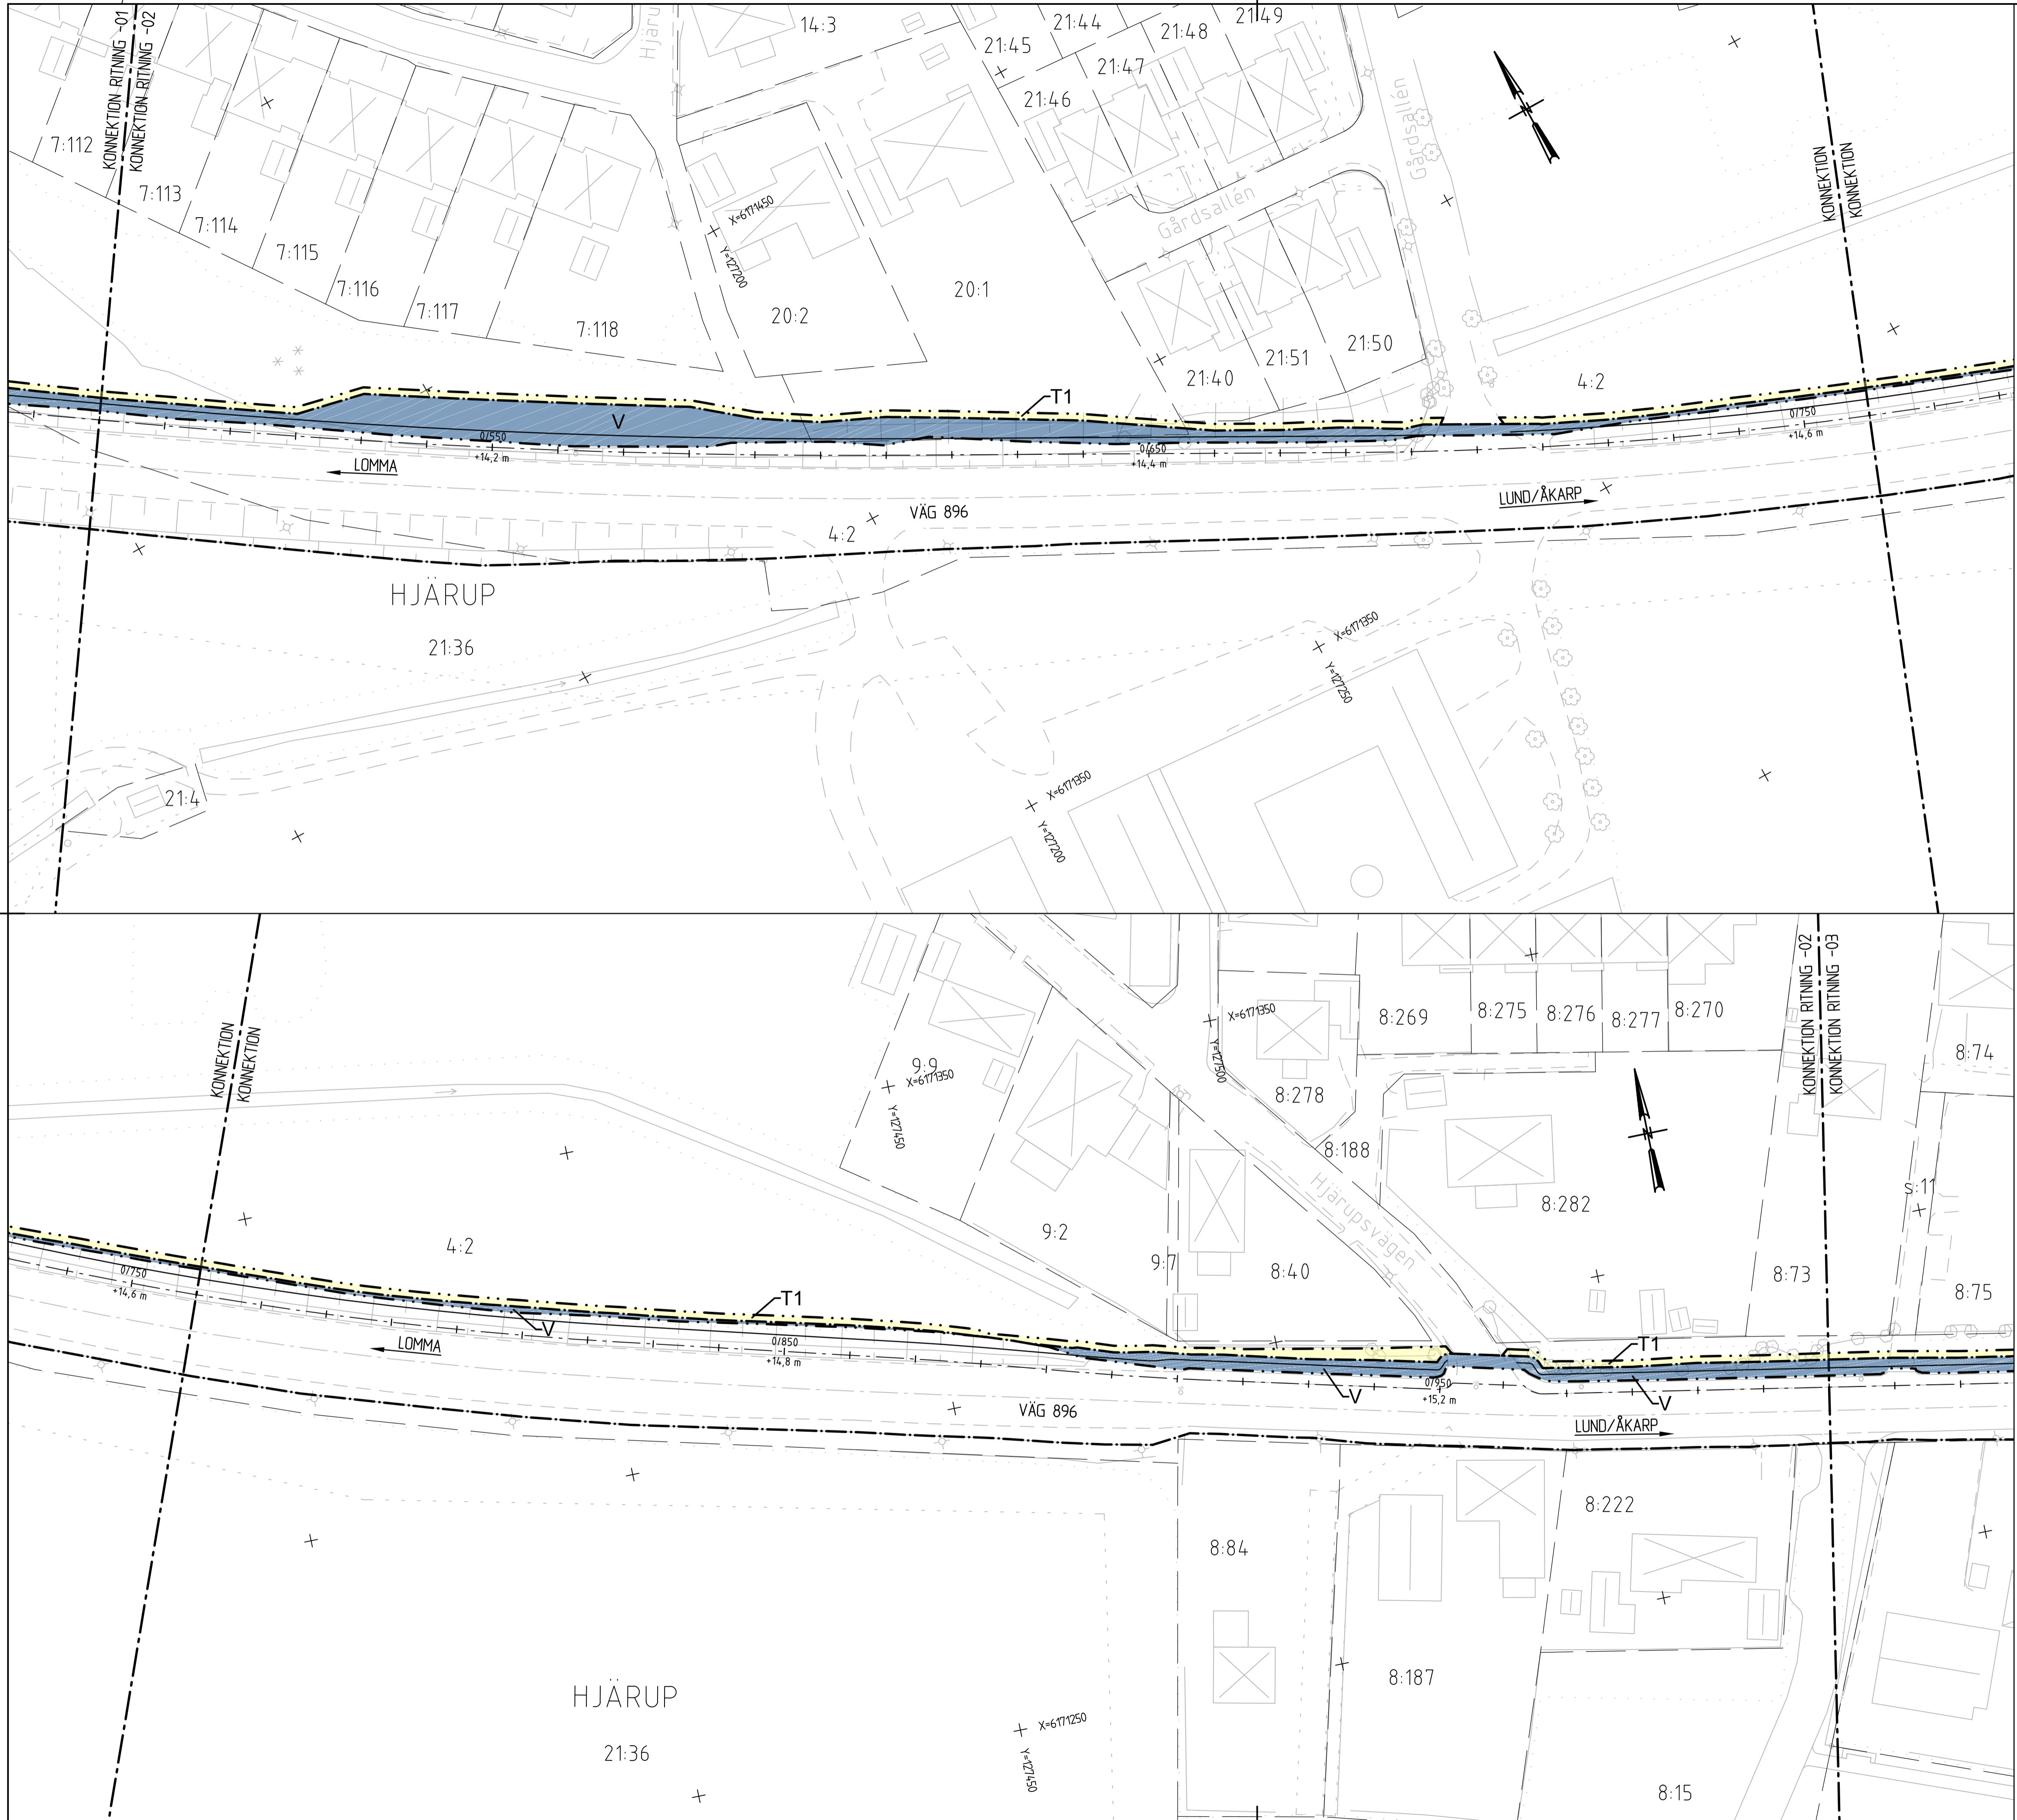 KONNEKTION RITNING -01
KONNEKTION RITNING -02
14:3
21:45
21:44
21:48
21:49
21:47
21:46
7:112
7:113
7:114
7:115
7:116
7:117
7:118
20:2
20:1
X=6171450
Y=127200
Gårdsallén
Gårdsallén
21:40
21:51
21:50
4:2
KONNEKTION
KONNEKTION
T1
V
0/550
+14,2 m
0/650
+14,4 m
0/750
+14,6 m
LOMMA
LUND/ÅKARP
VÄG 896
4:2
HJÄRUP
21:36
21:4
X=6171350
Y=127250
X=6171350
Y=127200
KONNEKTION
KONNEKTION
KONNEKTION RITNING -02
KONNEKTION RITNING -03
9:9
X=6171350
Y=127450
X=6171350
Y=127500
8:269
8:275
8:276
8:277
8:270
8:74
8:278
8:188
8:282
S:11
Hjärupsvägen
9:2
9:7
8:40
8:73
8:75
4:2
0/750
+14,6 m
T1
V
0/850
+14,8 m
LOMMA
T1
V
V
0/950
+15,2 m
VÄG 896
LUND/ÅKARP
8:222
8:84
8:187
HJÄRUP
21:36
X=6171250
Y=127450
8:15